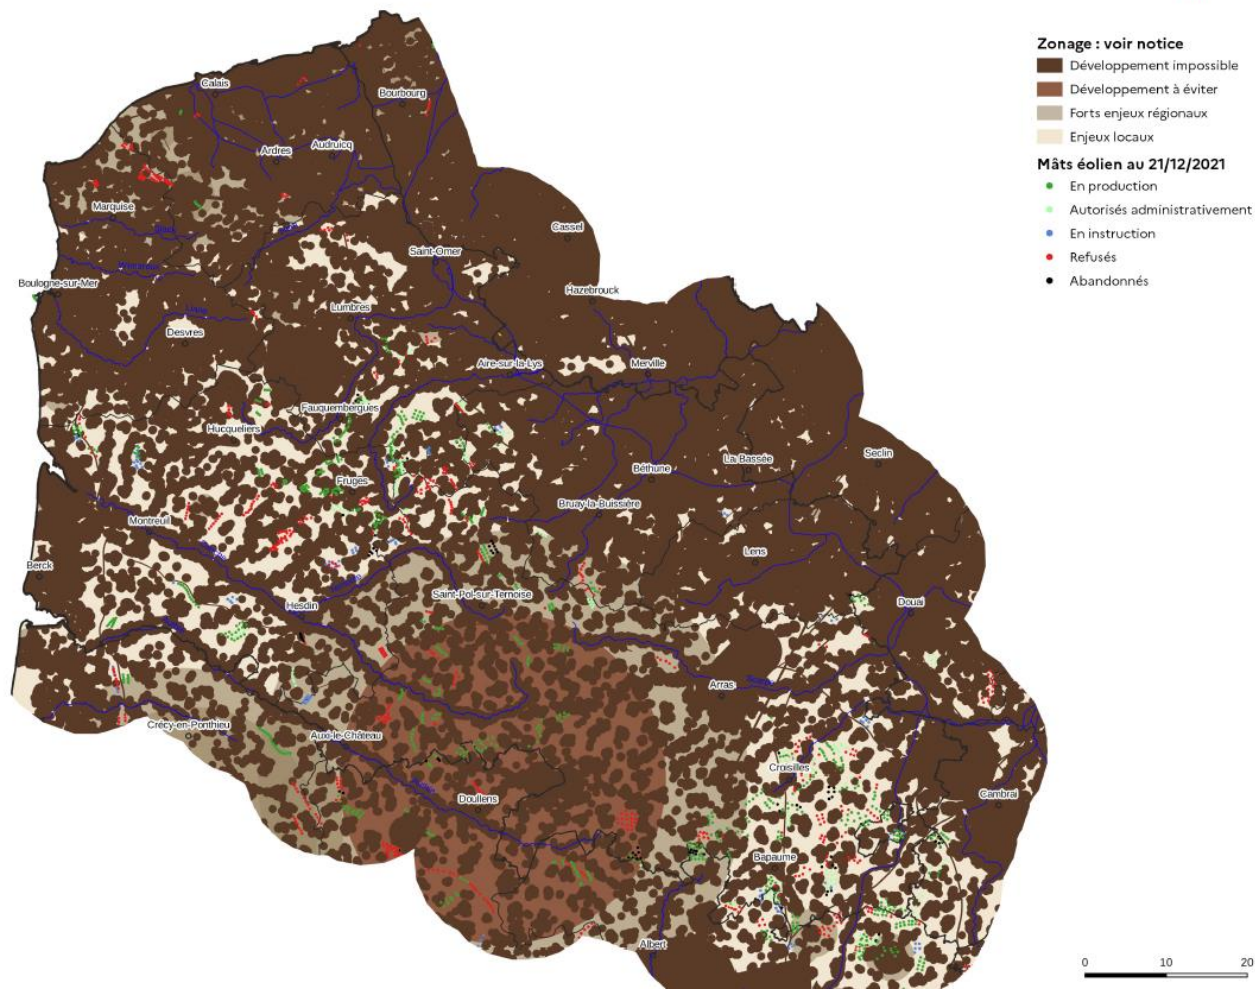 Zonage : voir notice
Développement impossible
Développement à éviter
Forts enjeux régionaux
Enjeux locaux
Mâts éolien au 21/12/2021
En production
Autorisés administrativement
En instruction
Refusés
Abandonnés
Calais
Bourbourg
Ardres
Audruicq
Marquise
Cassel
Saint-Omer
Boulogne-sur-Mer
Hazebrouck
Lumbres
Desvres
Aire-sur-la-Lys
Merville
Fauquembergues
Hucqueliers
La Bassée
Seclin
Béthune
Fruges
Bruay-la-Buissière
Montreuil
Lens
Berck
Saint-Pol-sur-Ternoise
Hesdin
Douai
Arras
Crécy-en-Ponthieu
Auxi-le-Château
Croisilles
Doullens
Cambrai
Bapaume
Albert
0 10 20